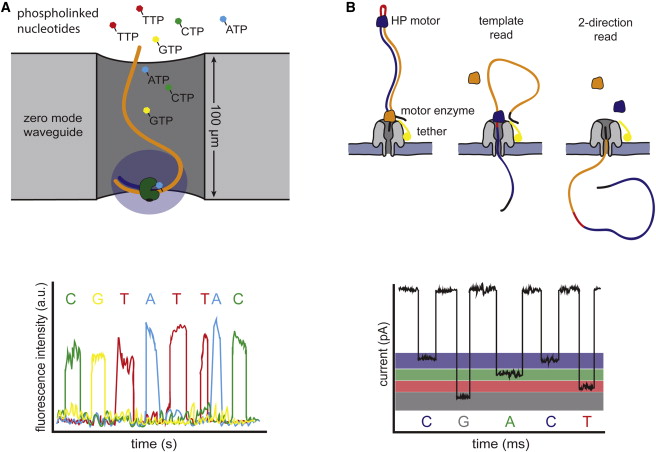 A
phospholinked
nucleotides
TTP
TTP
CTP
GTP
ATP
ATP
CTP
GTP
zero mode
waveguide
100 µm
fluorescence intensity (a.u.)
C G T A T T A C
time (s)
B
HP motor
template
read
2-direction
read
motor enzyme
tether
current (pA)
C G A C T
time (ms)